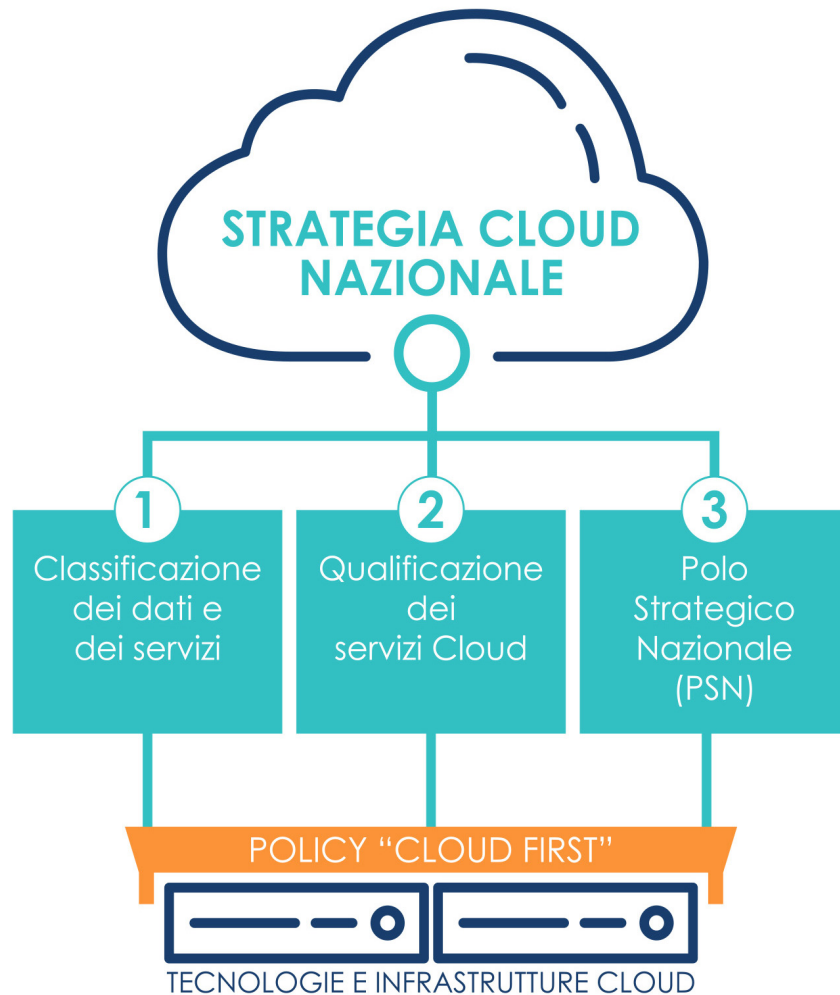 STRATEGIA CLOUD
NAZIONALE
1
Classificazione
dei dati e
dei servizi
2
Qualificazione
dei
servizi Cloud
3
Polo
Strategico
Nazionale
(PSN)
POLICY “CLOUD FIRST”
TECNOLOGIE E INFRASTRUTTURE CLOUD